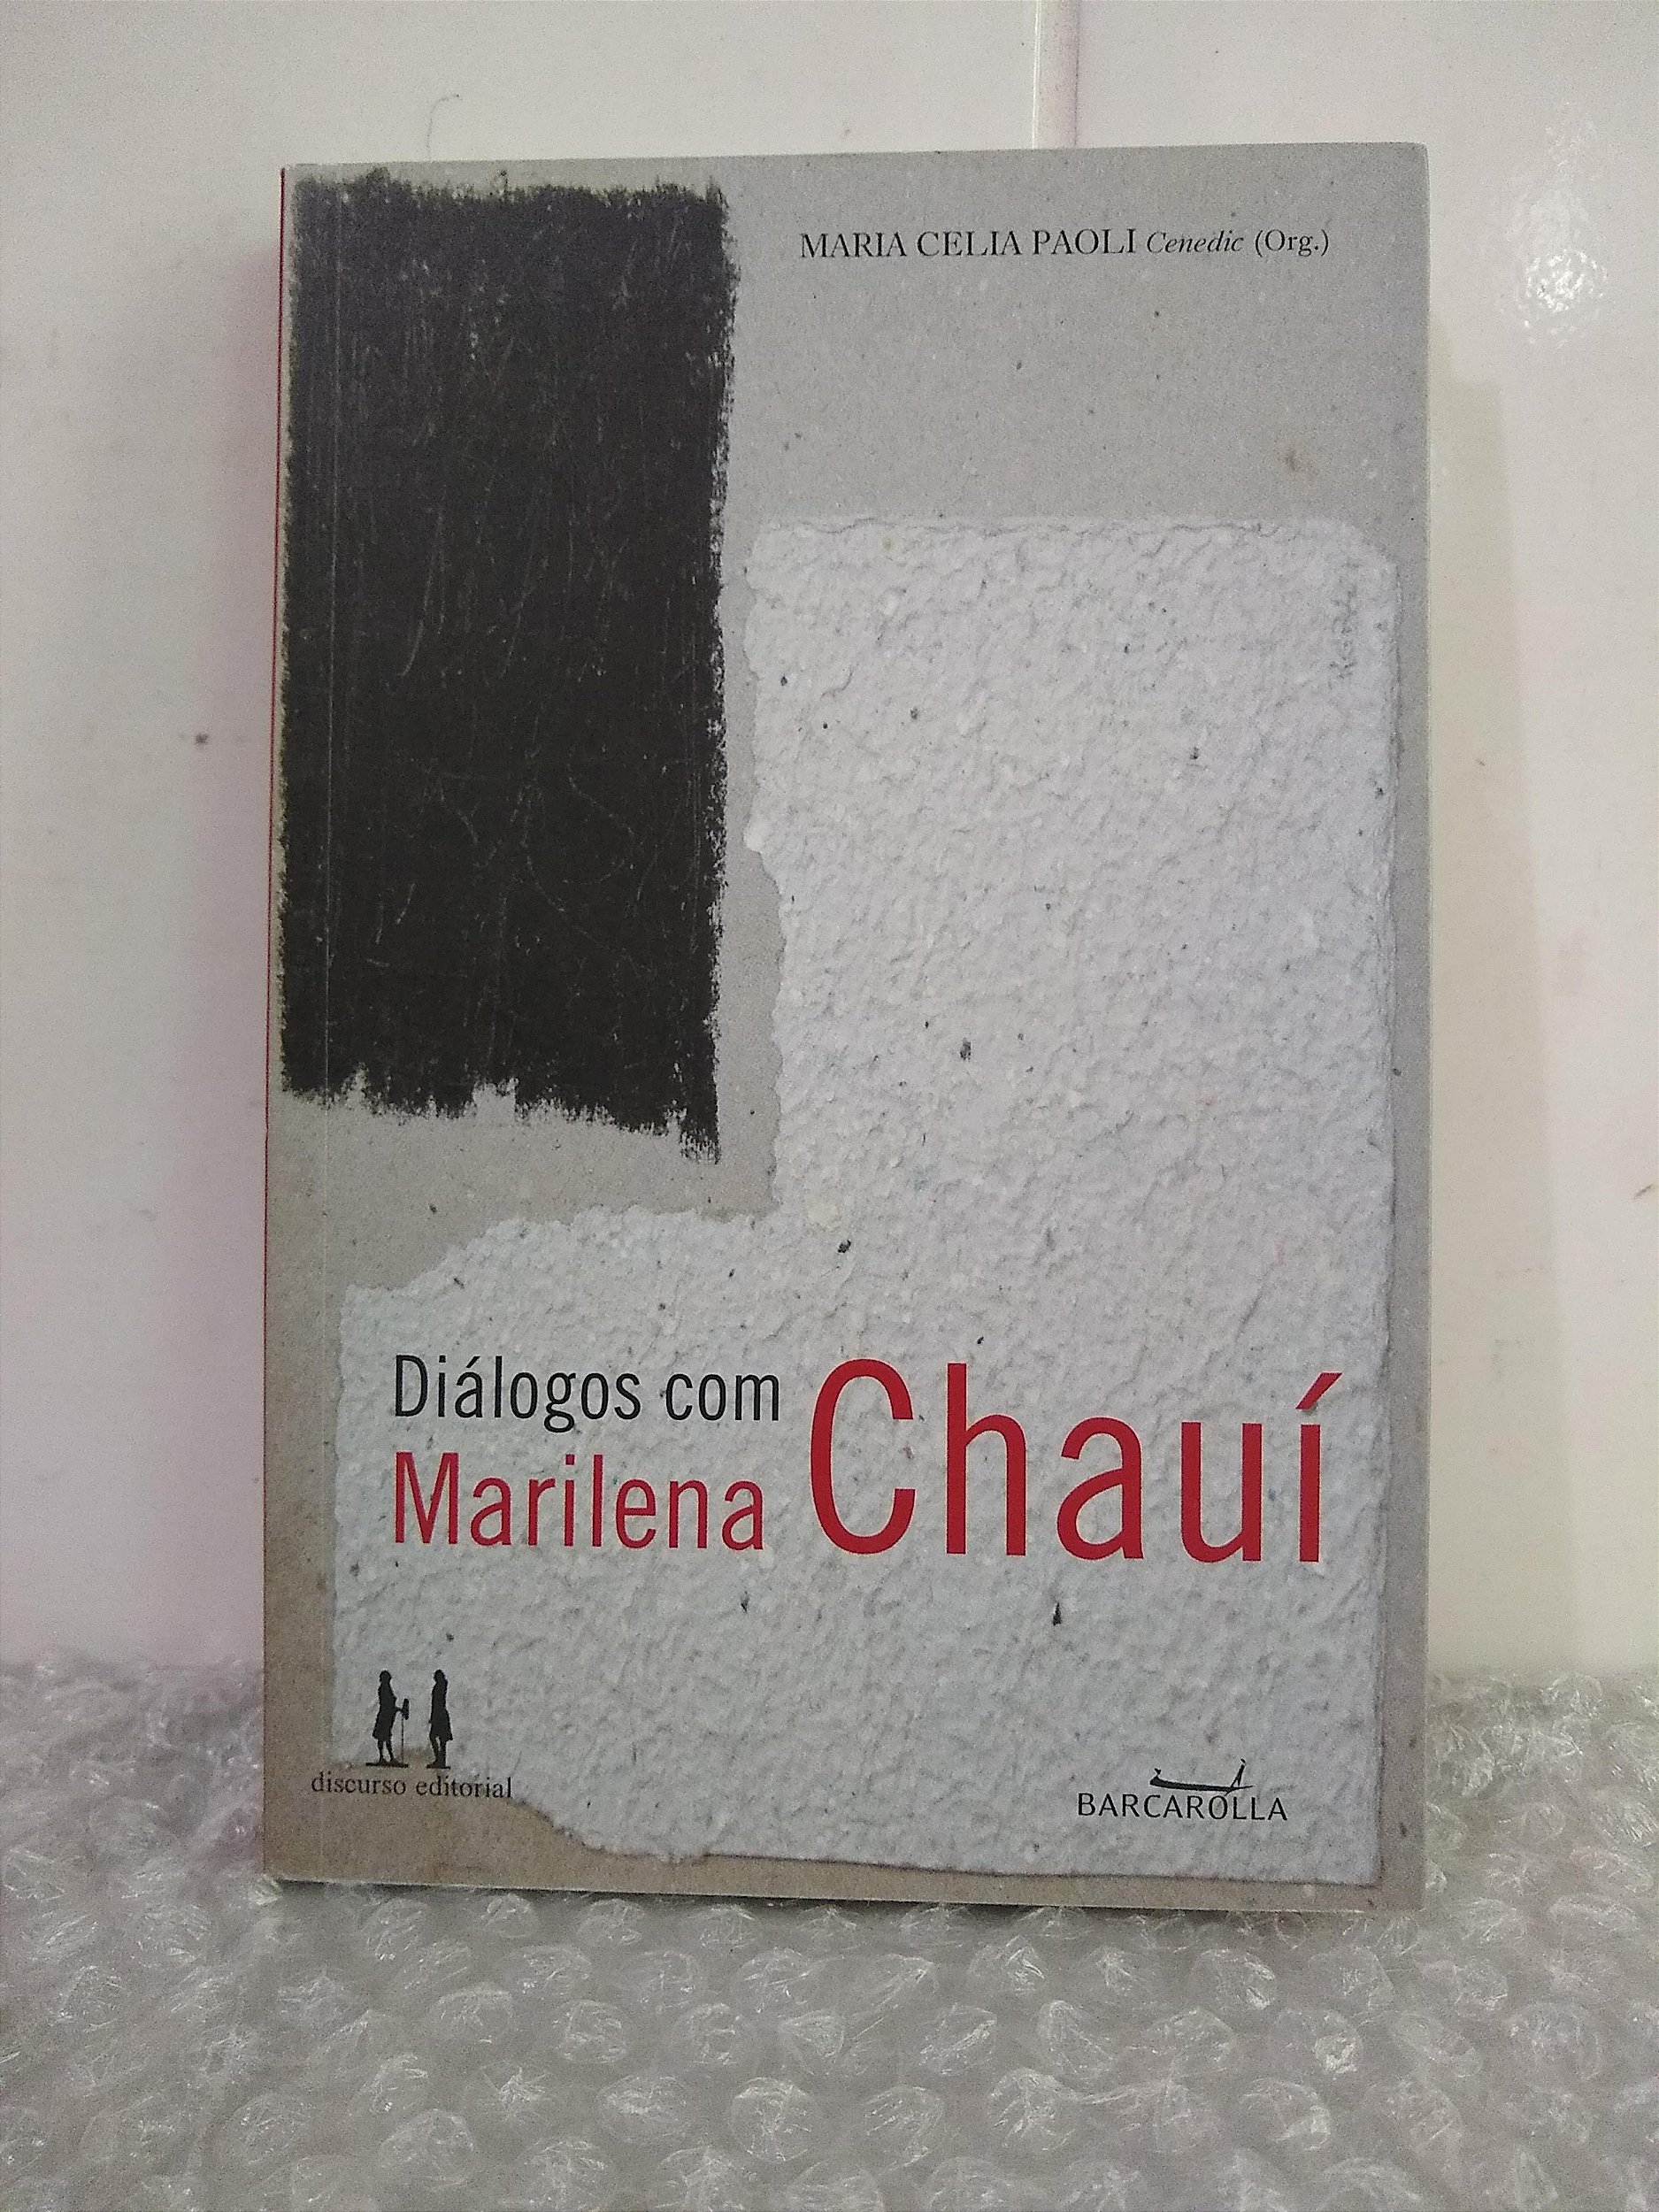 MARIA CELIA PAOLI Cenedic (Org.)
Diálogos com
Marilena Chauí
discurso editorial
BARCAROLLA